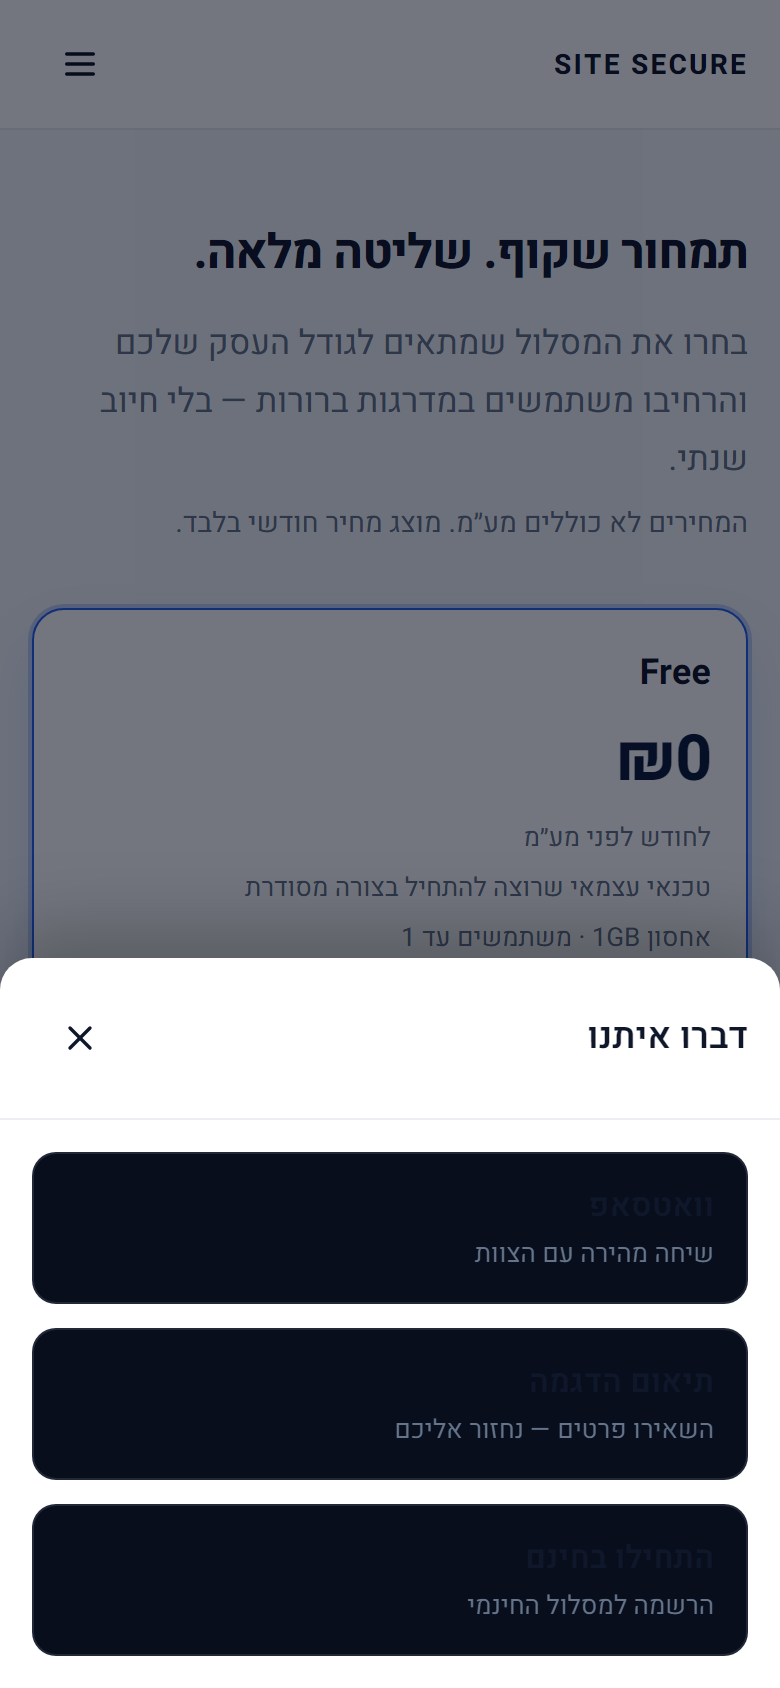 SITE SECURE
תמחור שקוף. שליטה מלאה.
בחרו את המסלול שמתאים לגודל העסק שלכם
והרחיבו משתמשים במדרגות ברורות — בלי חיוב
שנתי.
המחירים לא כוללים מע״מ. מוצג מחיר חודשי בלבד.
Free
₪0
לחודש לפני מע״מ
טכנאי עצמאי שרוצה להתחיל בצורה מסודרת
אחסון 1GB · משתמשים עד 1
דברו איתנו
וואטסאפ
שיחה מהירה עם הצוות
תיאום הדגמה
השאירו פרטים — נחזור אליכם
התחילו בחינם
הרשמה למסלול החינמי